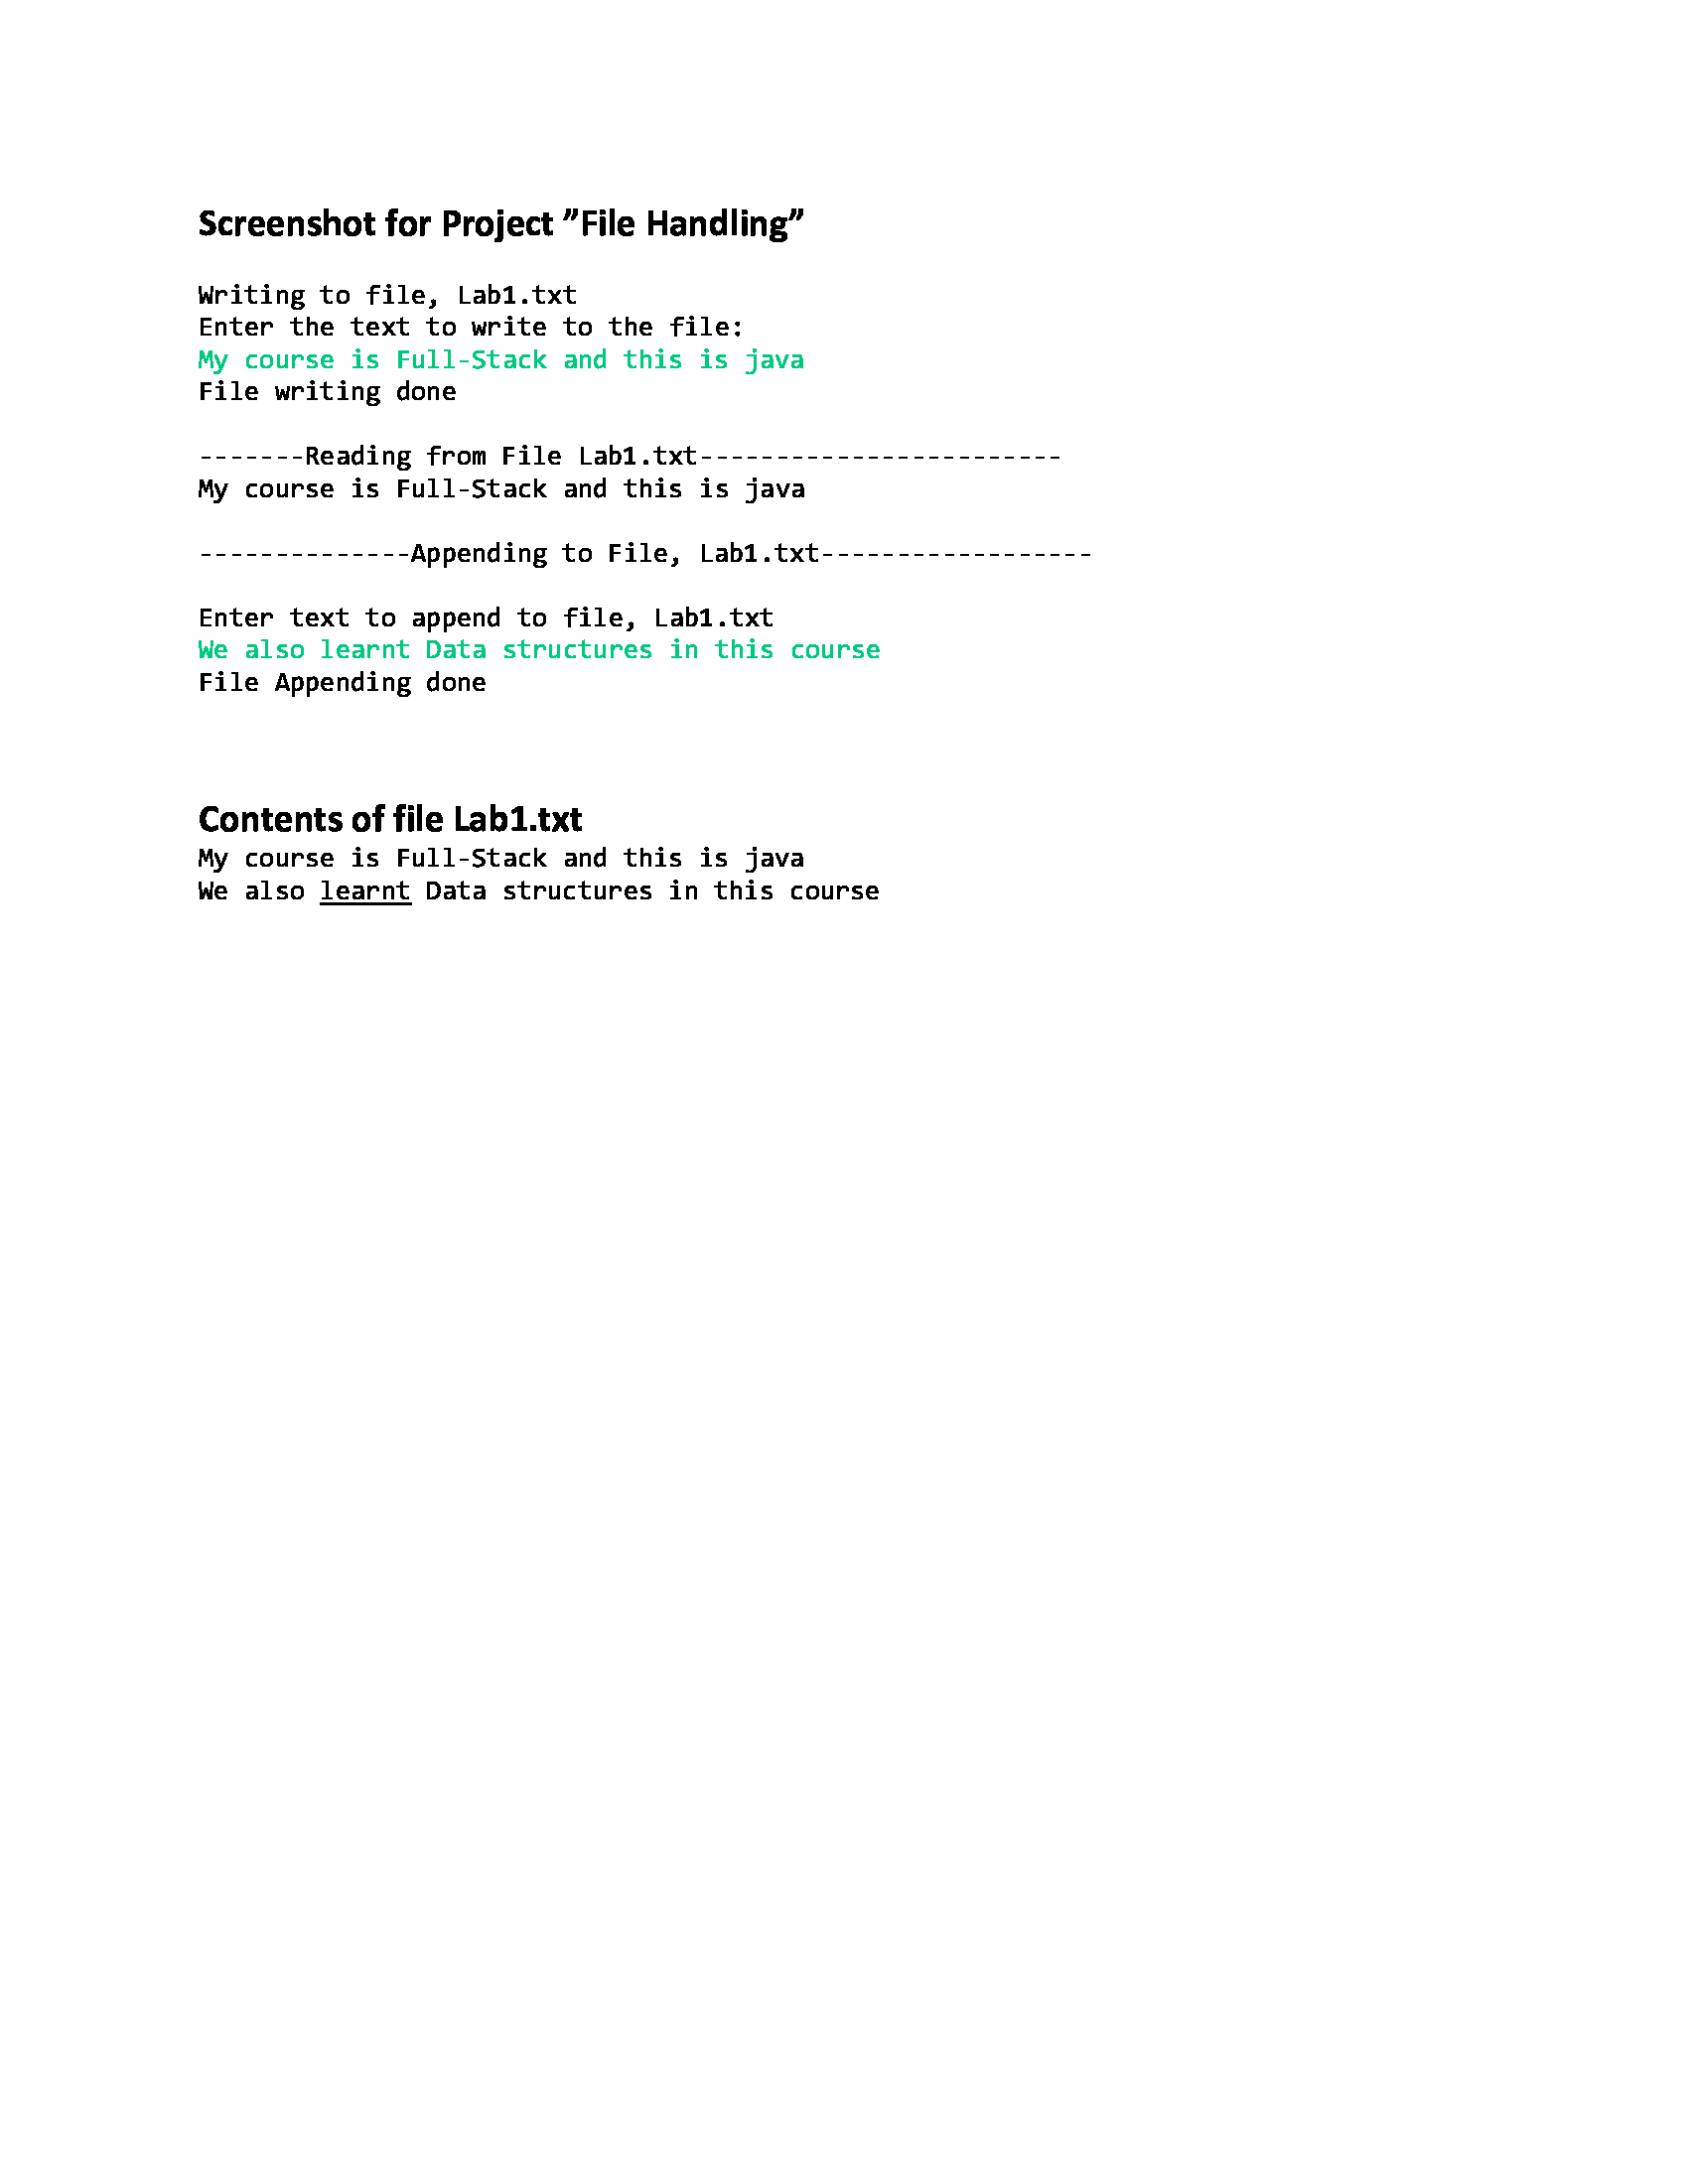 Screenshot for Project ”File Handling”
Writing to file, Lab1.txt
Enter the text to write to the file:
My course is Full-Stack and this is java
File writing done
-------Reading from File Lab1.txt------------------------
My course is Full-Stack and this is java
--------------Appending to File, Lab1.txt------------------
Enter text to append to file, Lab1.txt
We also learnt Data structures in this course
File Appending done
Contents of file Lab1.txt
My course is Full-Stack and this is java
We also learnt Data structures in this course